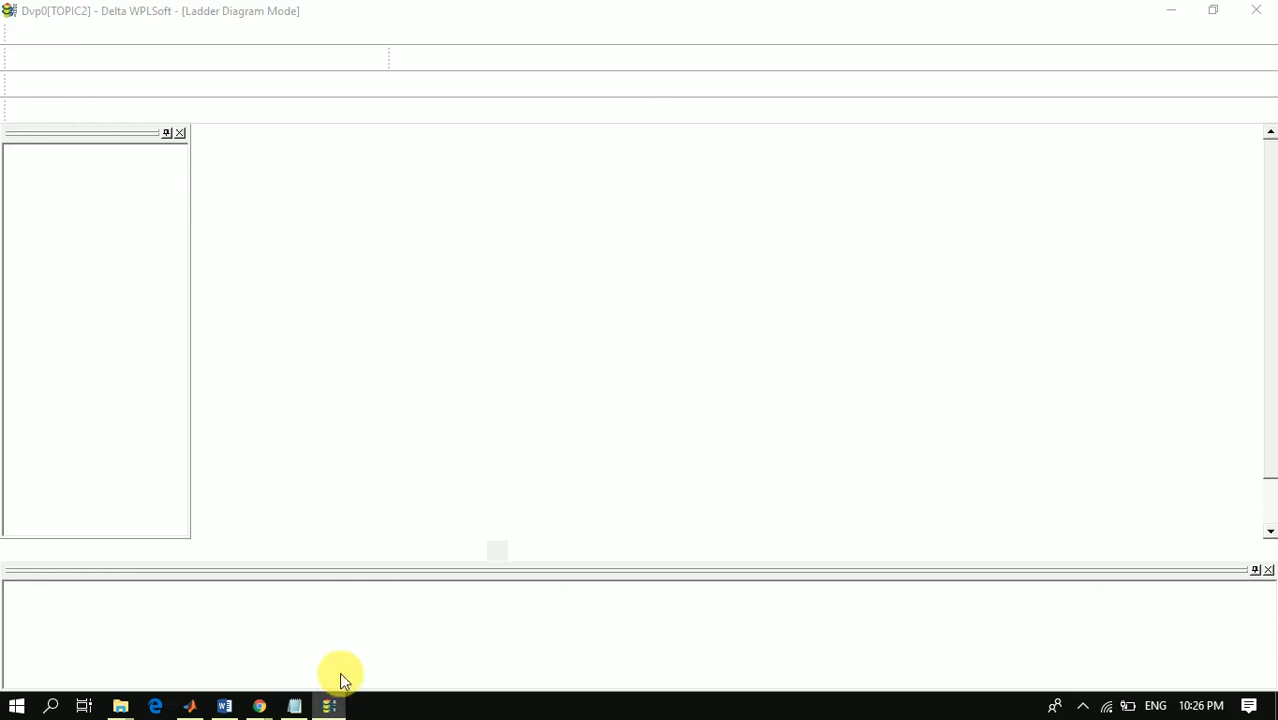 Dvp0[TOPIC2] - Delta WPLSoft - [Ladder Diagram Mode]
ENG
10:26 PM